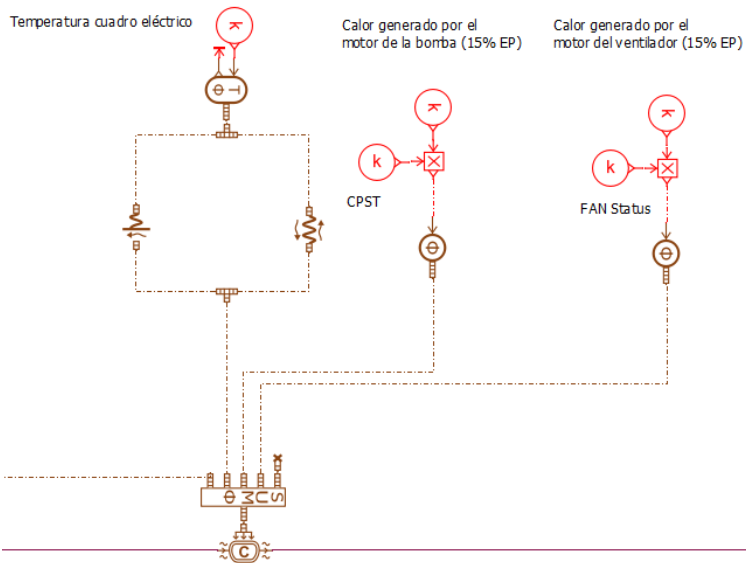 Temperatura cuadro eléctrico
Calor generado por el
motor de la bomba (15% EP)
Calor generado por el
motor del ventilador (15% EP)
k
T
θ
k
k
k
k
x
x
CPST
FAN Status
θ
θ
θ MUS
C